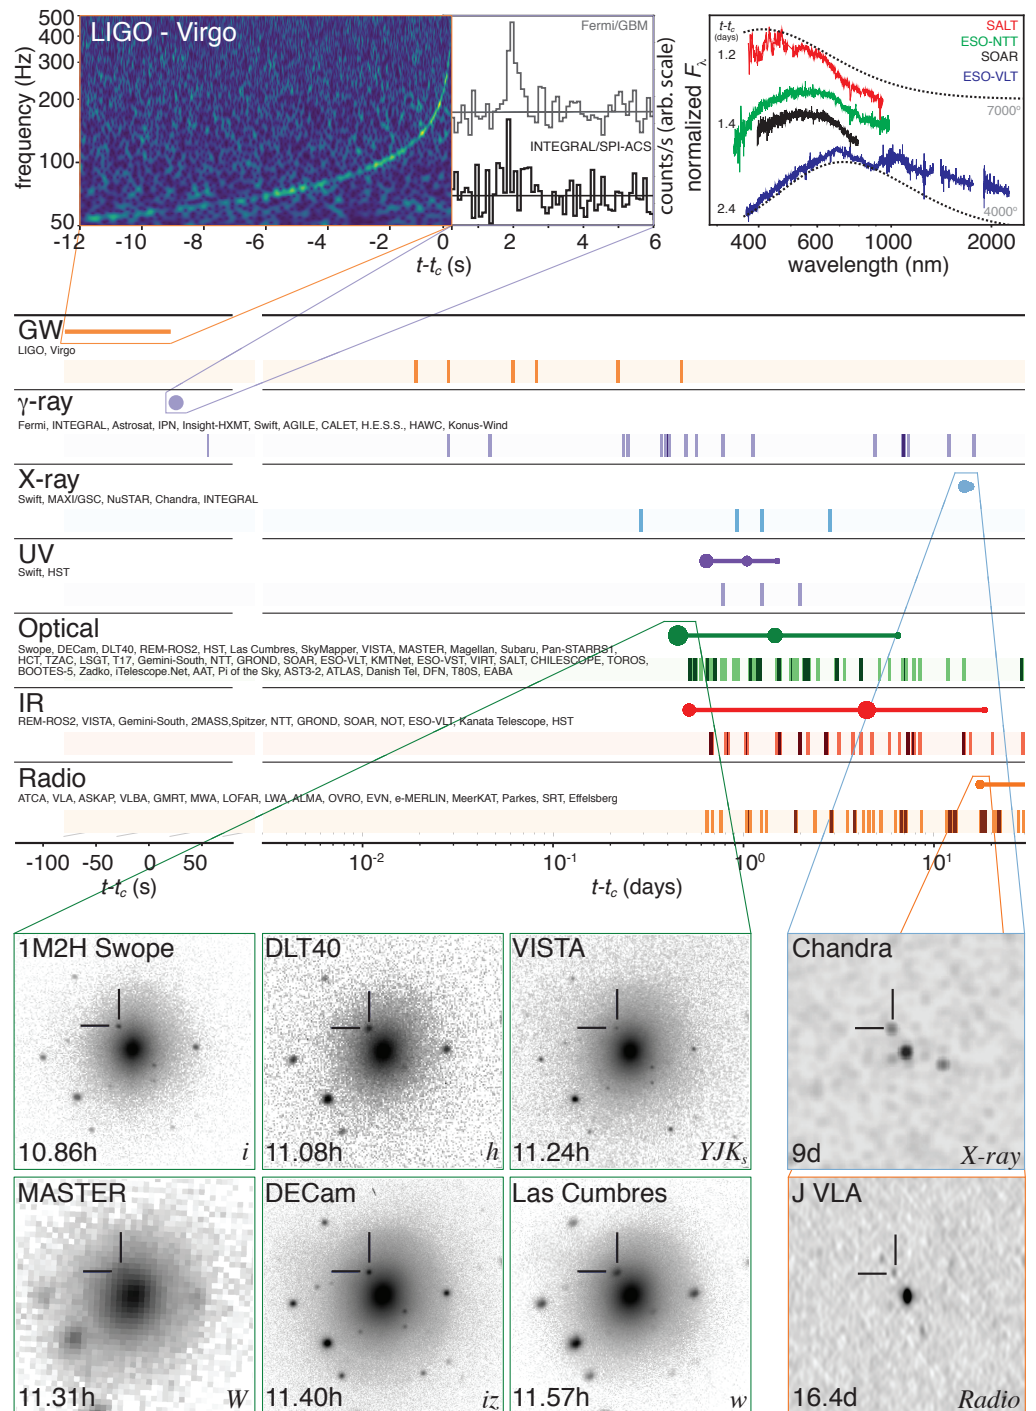 LIGO - Virgo
500
400
300
200
100
50
frequency (Hz)
-12 -10 -8 -6 -4 -2 0 2 4 6
t-tc (s)
Fermi/GBM
INTEGRAL/SPI-ACS
counts/s (arb. scale)
normalized Fλ
t-tc
(days)
1.2
1.4
2.4
SALT
ESO-NTT
SOAR
ESO-VLT
7000°
4000°
400 600 1000 2000
wavelength (nm)
GW
LIGO, Virgo
γ-ray
Fermi, INTEGRAL, Astrosat, IPN, Insight-HXMT, Swift, AGILE, CALET, H.E.S.S., HAWC, Konus-Wind
X-ray
Swift, MAXI/GSC, NuSTAR, Chandra, INTEGRAL
UV
Swift, HST
Optical
Swope, DECam, DLT40, REM-ROS2, HST, Las Cumbres, SkyMapper, VISTA, MASTER, Magellan, Subaru, Pan-STARRS1,
HCT, TZAC, LSGT, T17, Gemini-South, NTT, GROND, SOAR, ESO-VLT, KMTNet, ESO-VST, VIRT, SALT, CHILESCOPE, TOROS,
BOOTES-5, Zadko, iTelescope.Net, AAT, Pi of the Sky, AST3-2, ATLAS, Danish Tel, DFN, T80S, EABA
IR
REM-ROS2, VISTA, Gemini-South, 2MASS,Spitzer, NTT, GROND, SOAR, NOT, ESO-VLT, Kanata Telescope, HST
Radio
ATCA, VLA, ASKAP, VLBA, GMRT, MWA, LOFAR, LWA, ALMA, OVRO, EVN, e-MERLIN, MeerKAT, Parkes, SRT, Effelsberg
-100 -50 0 50
t-tc (s)
10⁻² 10⁻¹ 10⁰ 10¹
t-tc (days)
1M2H Swope
10.86h
i
DLT40
11.08h
h
VISTA
11.24h
YJKs
Chandra
9d
X-ray
MASTER
11.31h
W
DECam
11.40h
iz
Las Cumbres
11.57h
w
J VLA
16.4d
Radio